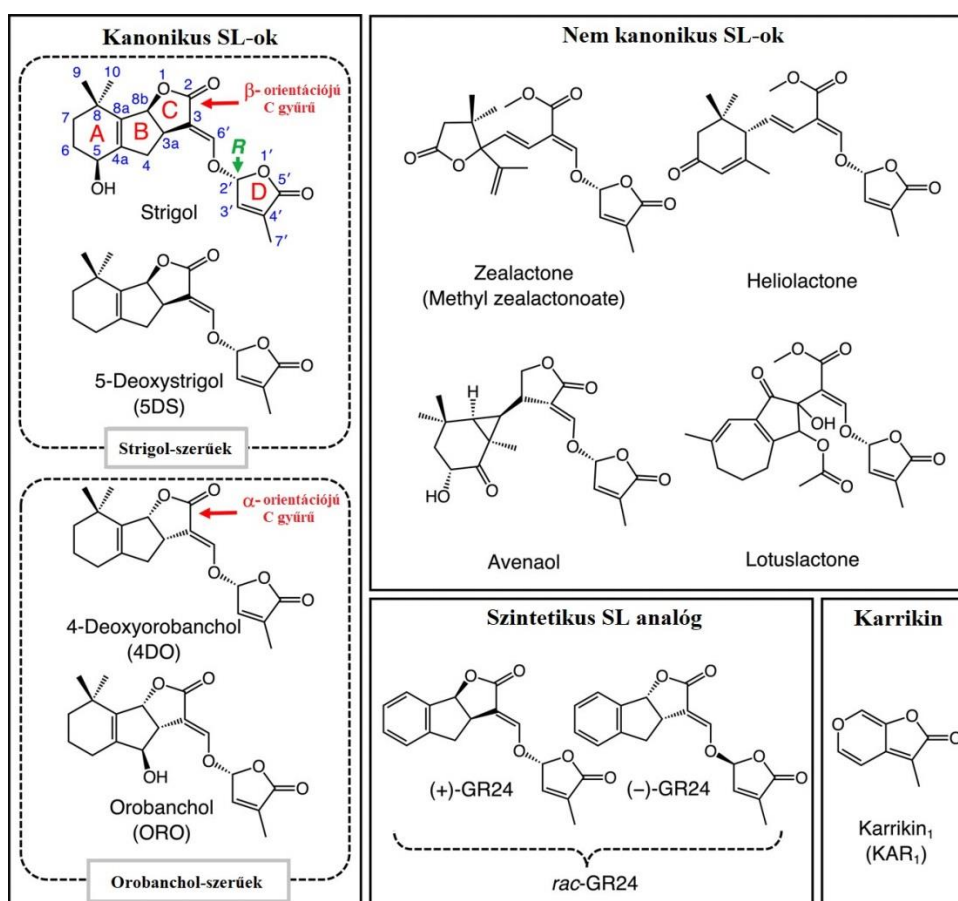 Kanonikus SL-ok
9
10
1
O
2
O
8b
7
8
8a
C
3
β- orientációjú
C gyűrű
A
B
6
5
4a
4
3a
6'
R
O
1'
O
5'
O
OH
2'
D
3'
4'
7'
Strigol
O
O
O
O
O
5-Deoxystrigol
(5DS)
Strigol-szerűek
O
O
α- orientációjú
C gyűrű
O
O
O
4-Deoxyorobanchol
(4DO)
O
O
O
O
O
OH
Orobanchol
(ORO)
Orobanchol-szerűek
Nem kanonikus SL-ok
O
O
O
O
O
O
O
Zealactone
(Methyl zealactonoate)
O
O
O
O
O
O
Heliolactone
O
O
H
O
O
O
HO
O
Avenaol
O
O
O
OH
O
O
O
O
O
Lotuslactone
Szintetikus SL analóg
O
O
O
O
O
(+)-GR24
O
O
O
O
O
(−)-GR24
rac-GR24
Karrikin
O
O
O
Karrikin₁
(KAR₁)